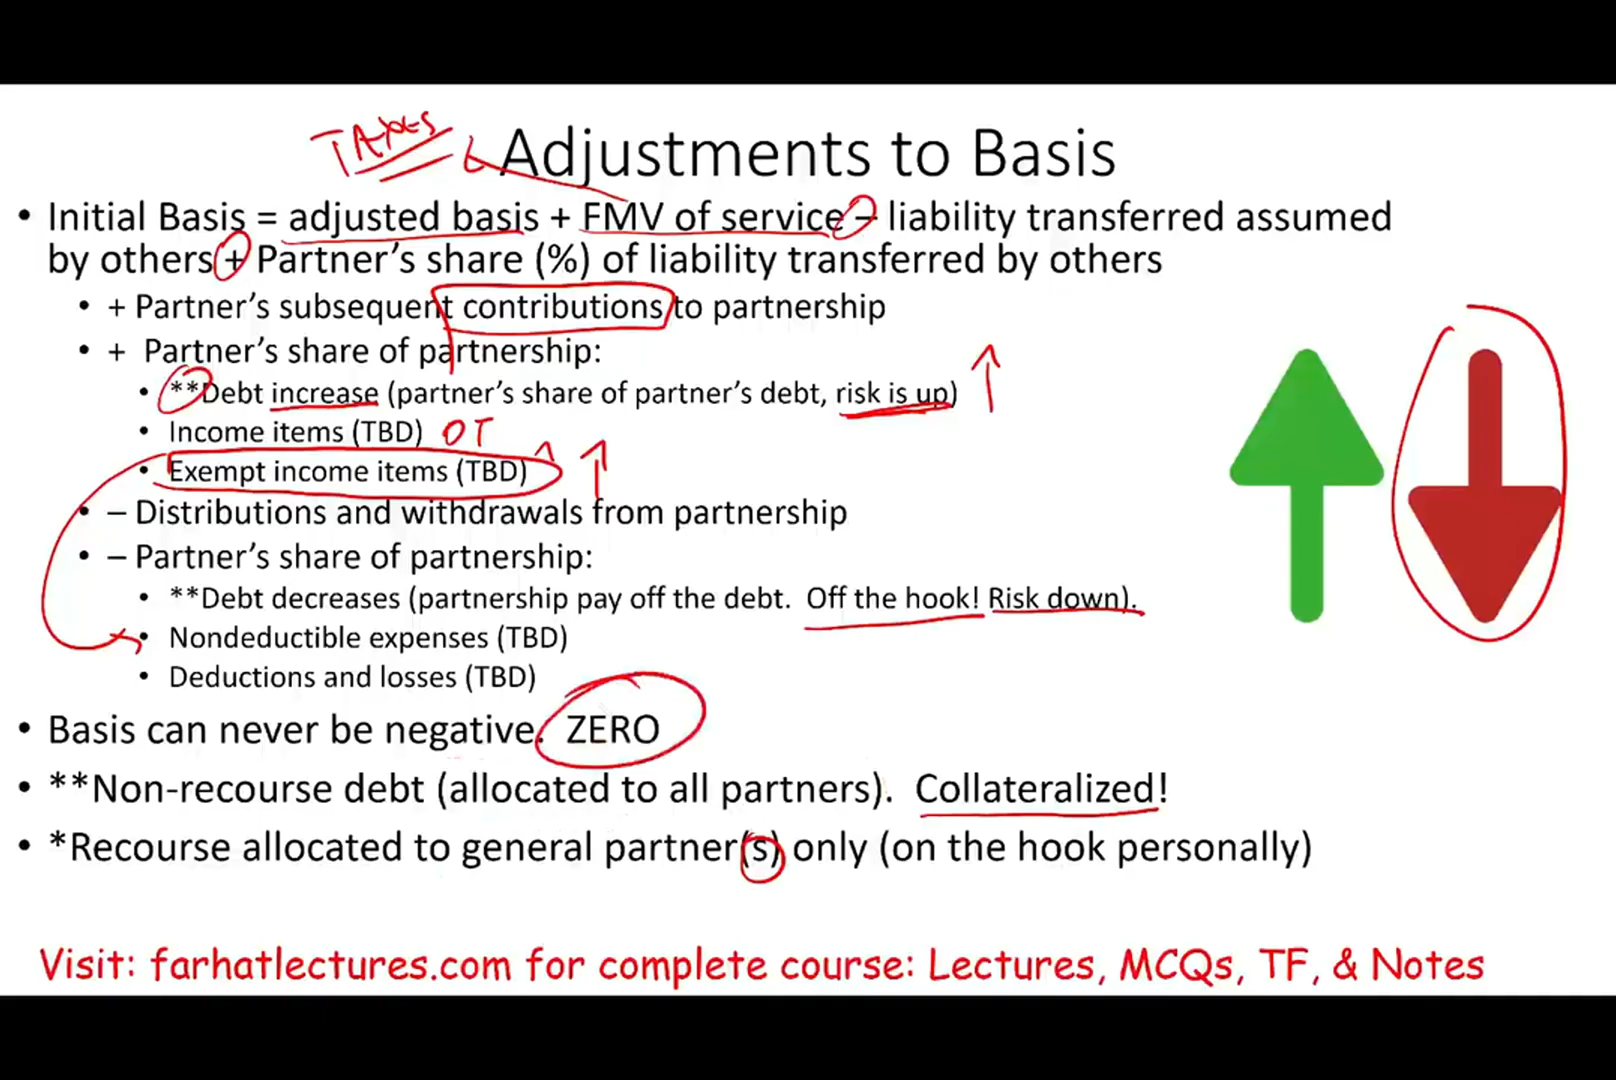 TAXES
Adjustments to Basis
• Initial Basis = adjusted basis + FMV of service – liability transferred assumed
by others + Partner's share (%) of liability transferred by others
• + Partner's subsequent contributions to partnership
• + Partner's share of partnership:
• **Debt increase (partner's share of partner's debt, risk is up)
• Income items (TBD)
• Exempt income items (TBD)
• – Distributions and withdrawals from partnership
• – Partner's share of partnership:
• **Debt decreases (partnership pay off the debt. Off the hook! Risk down).
• Nondeductible expenses (TBD)
• Deductions and losses (TBD)
• Basis can never be negative. ZERO
• **Non-recourse debt (allocated to all partners). Collateralized!
• *Recourse allocated to general partner(s) only (on the hook personally)
Visit: farhatlectures.com for complete course: Lectures, MCQs, TF, & Notes